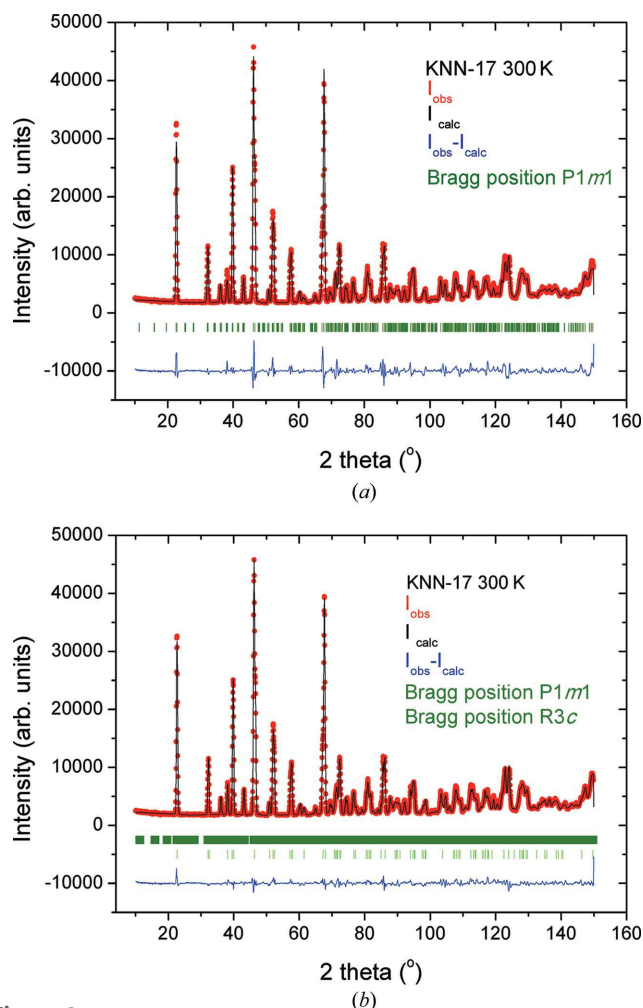 50000
40000
30000
20000
10000
0
-10000
Intensity (arb. units)
KNN-17 300 K
Iobs
Icalc
Iobs-Icalc
Bragg position P1m1
20 40 60 80 100 120 140 160
2 theta (°)
(a)
50000
40000
30000
20000
10000
0
-10000
Intensity (arb. units)
KNN-17 300 K
Iobs
Icalc
Iobs-Icalc
Bragg position P1m1
Bragg position R3c
20 40 60 80 100 120 140 160
2 theta (°)
(b)